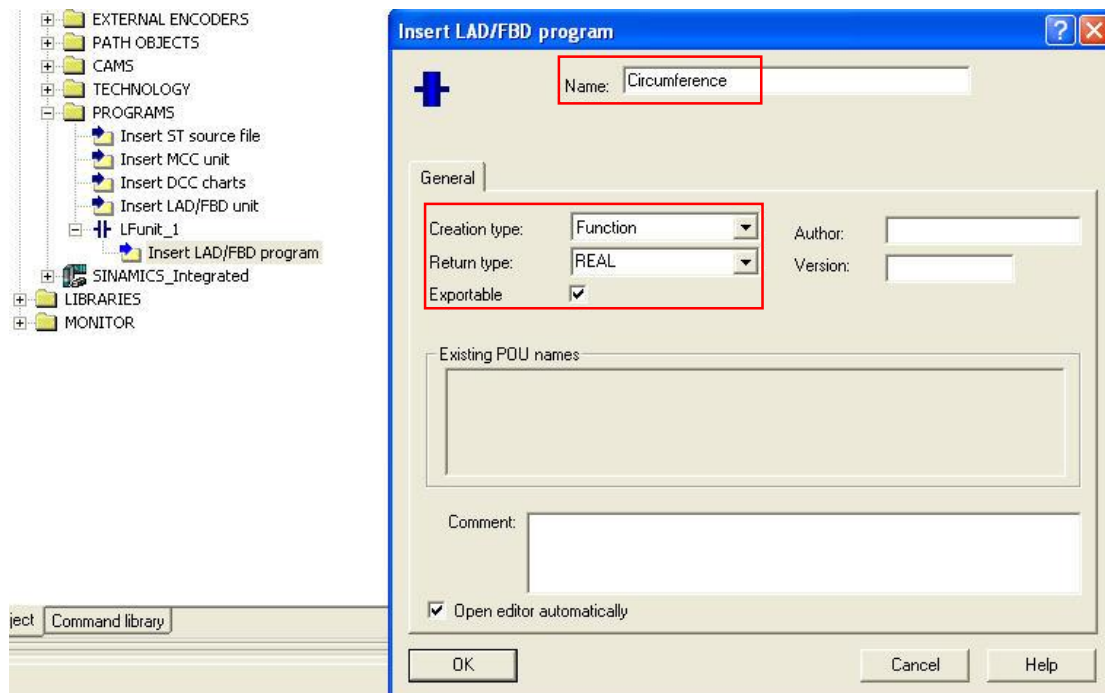 EXTERNAL ENCODERS
PATH OBJECTS
CAMS
TECHNOLOGY
PROGRAMS
Insert ST source file
Insert MCC unit
Insert DCC charts
Insert LAD/FBD unit
LFunit_1
Insert LAD/FBD program
SINAMICS_Integrated
LIBRARIES
MONITOR
ject Command library
Insert LAD/FBD program
Name: Circumference
General
Creation type: Function
Return type: REAL
Exportable
Author:
Version:
Existing POU names
Comment:
Open editor automatically
OK Cancel Help